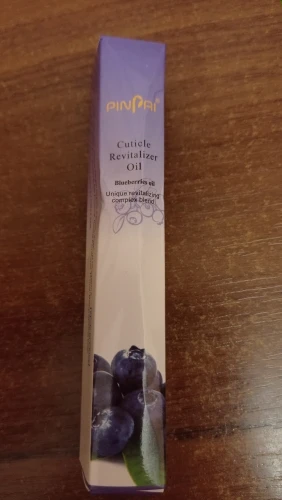 PINPAI
Cuticle
Revitalizer
Oil
Blueberries oil
Unique revitalizing
complex blend